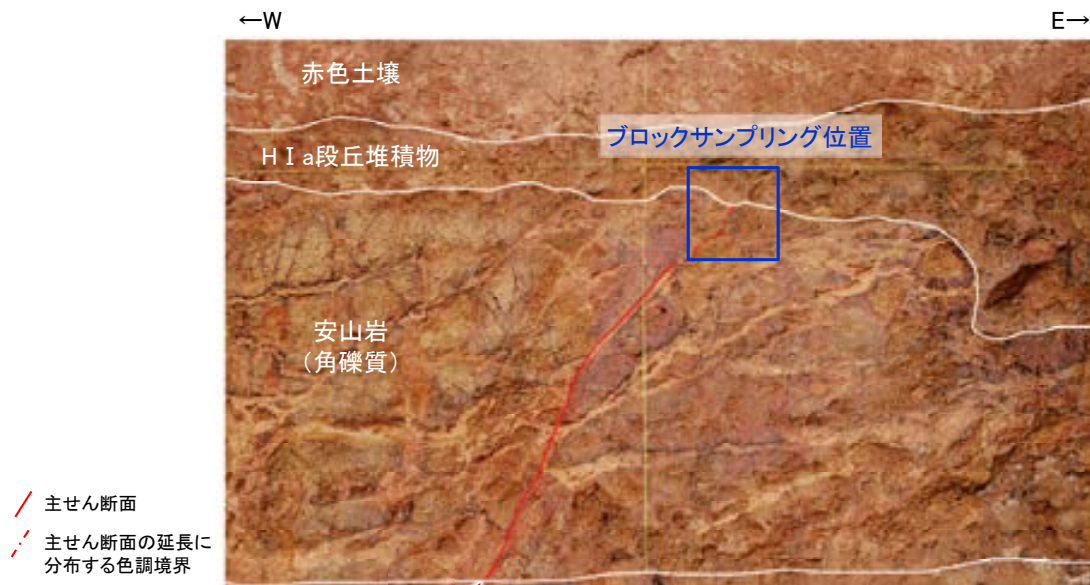 ←W
E→
赤色土壌
ブロックサンプリング位置
HⅠa段丘堆積物
安山岩
（角礫質）
主せん断面
主せん断面の延長に
分布する色調境界